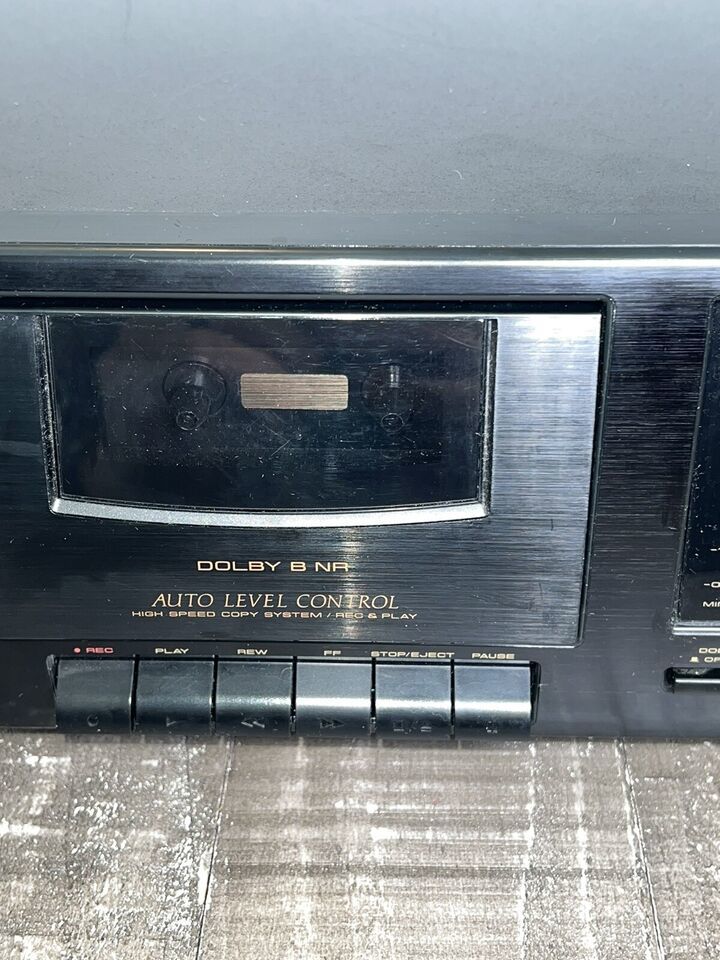 DOLBY B NR
AUTO LEVEL CONTROL
HIGH SPEED COPY SYSTEM / REC & PLAY
REC PLAY REW FF STOP/EJECT PAUSE